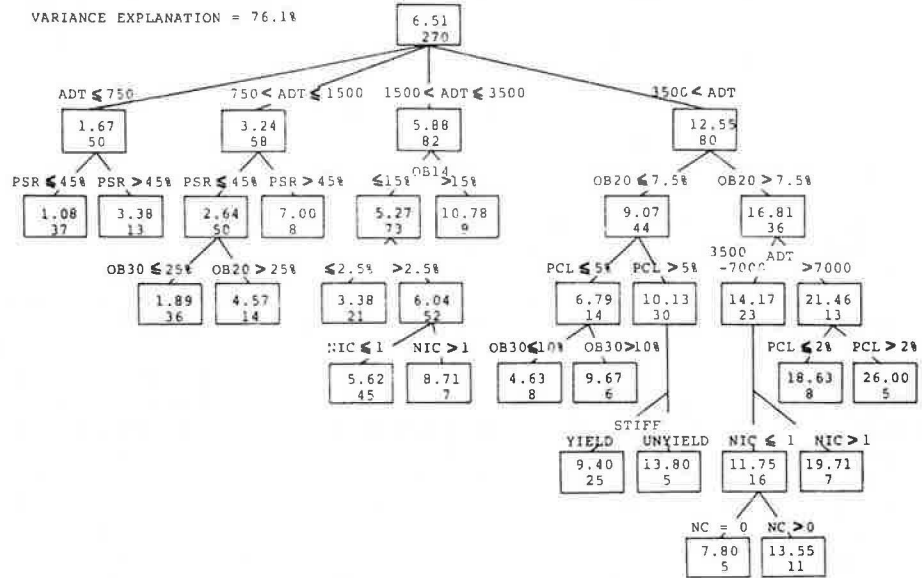 VARIANCE EXPLANATION = 76.1%
6.51
270
ADT ≤ 750 750 < ADT ≤ 1500 1500 < ADT ≤ 3500 3500 < ADT
1.67 3.24 5.88 12.55
50 58 82 80
OB14
PSR ≤ 45% PSR > 45% PSR ≤ 45% PSR > 45% ≤15% >15% OB20 ≤ 7.5% OB20 > 7.5%
1.08 3.38 2.64 7.00 5.27 10.78 9.07 16.81
37 13 50 8 73 9 44 36
3500 ADT
OB30 ≤ 25% OB20 > 25% ≤2.5% >2.5% PCL ≤ 5% PCL > 5% -7000 >7000
1.89 4.57 3.38 6.04 6.79 10.13 14.17 21.46
36 14 21 52 14 30 23 13
NIC ≤ 1 NIC > 1 OB30≤10% OB30>10% PCL ≤ 2% PCL > 2%
5.62 8.71 4.63 9.67 18.63 26.00
45 7 8 6 8 5
STIFF
YIELD UNYIELD NIC ≤ 1 NIC > 1
9.40 13.80 11.75 19.71
25 5 16 7
NC = 0 NC > 0
7.80 13.55
5 11